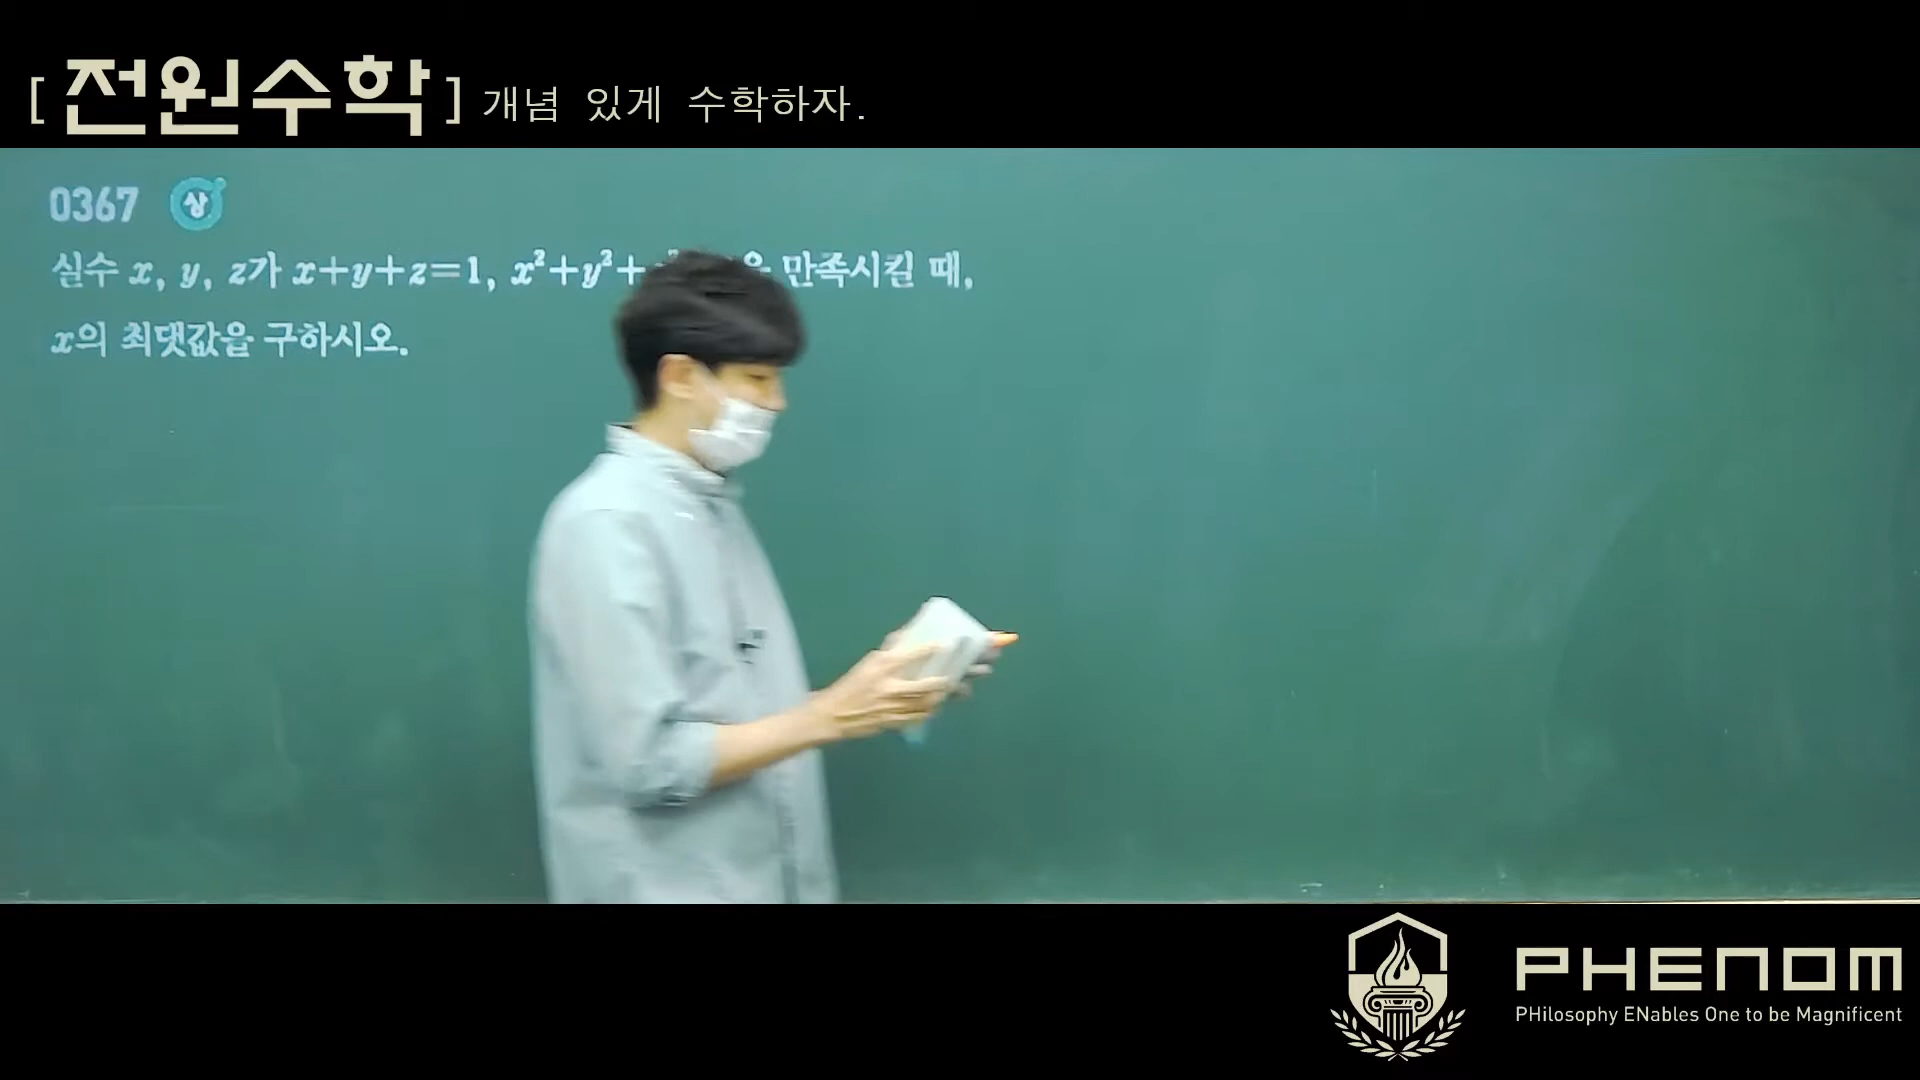 [전원수학] 개념 있게 수학하자.
0367 상
실수 x, y, z가 x+y+z=1, x²+y²+ 만족시킬 때,
x의 최댓값을 구하시오.
PHENOM
PHilosophy ENables One to be Magnificent